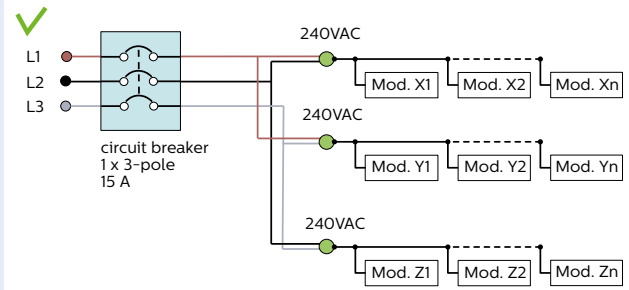 240VAC
L1
L2
L3
Mod. X1 Mod. X2 Mod. Xn
240VAC
circuit breaker
1 x 3-pole
15 A
Mod. Y1 Mod. Y2 Mod. Yn
240VAC
Mod. Z1 Mod. Z2 Mod. Zn